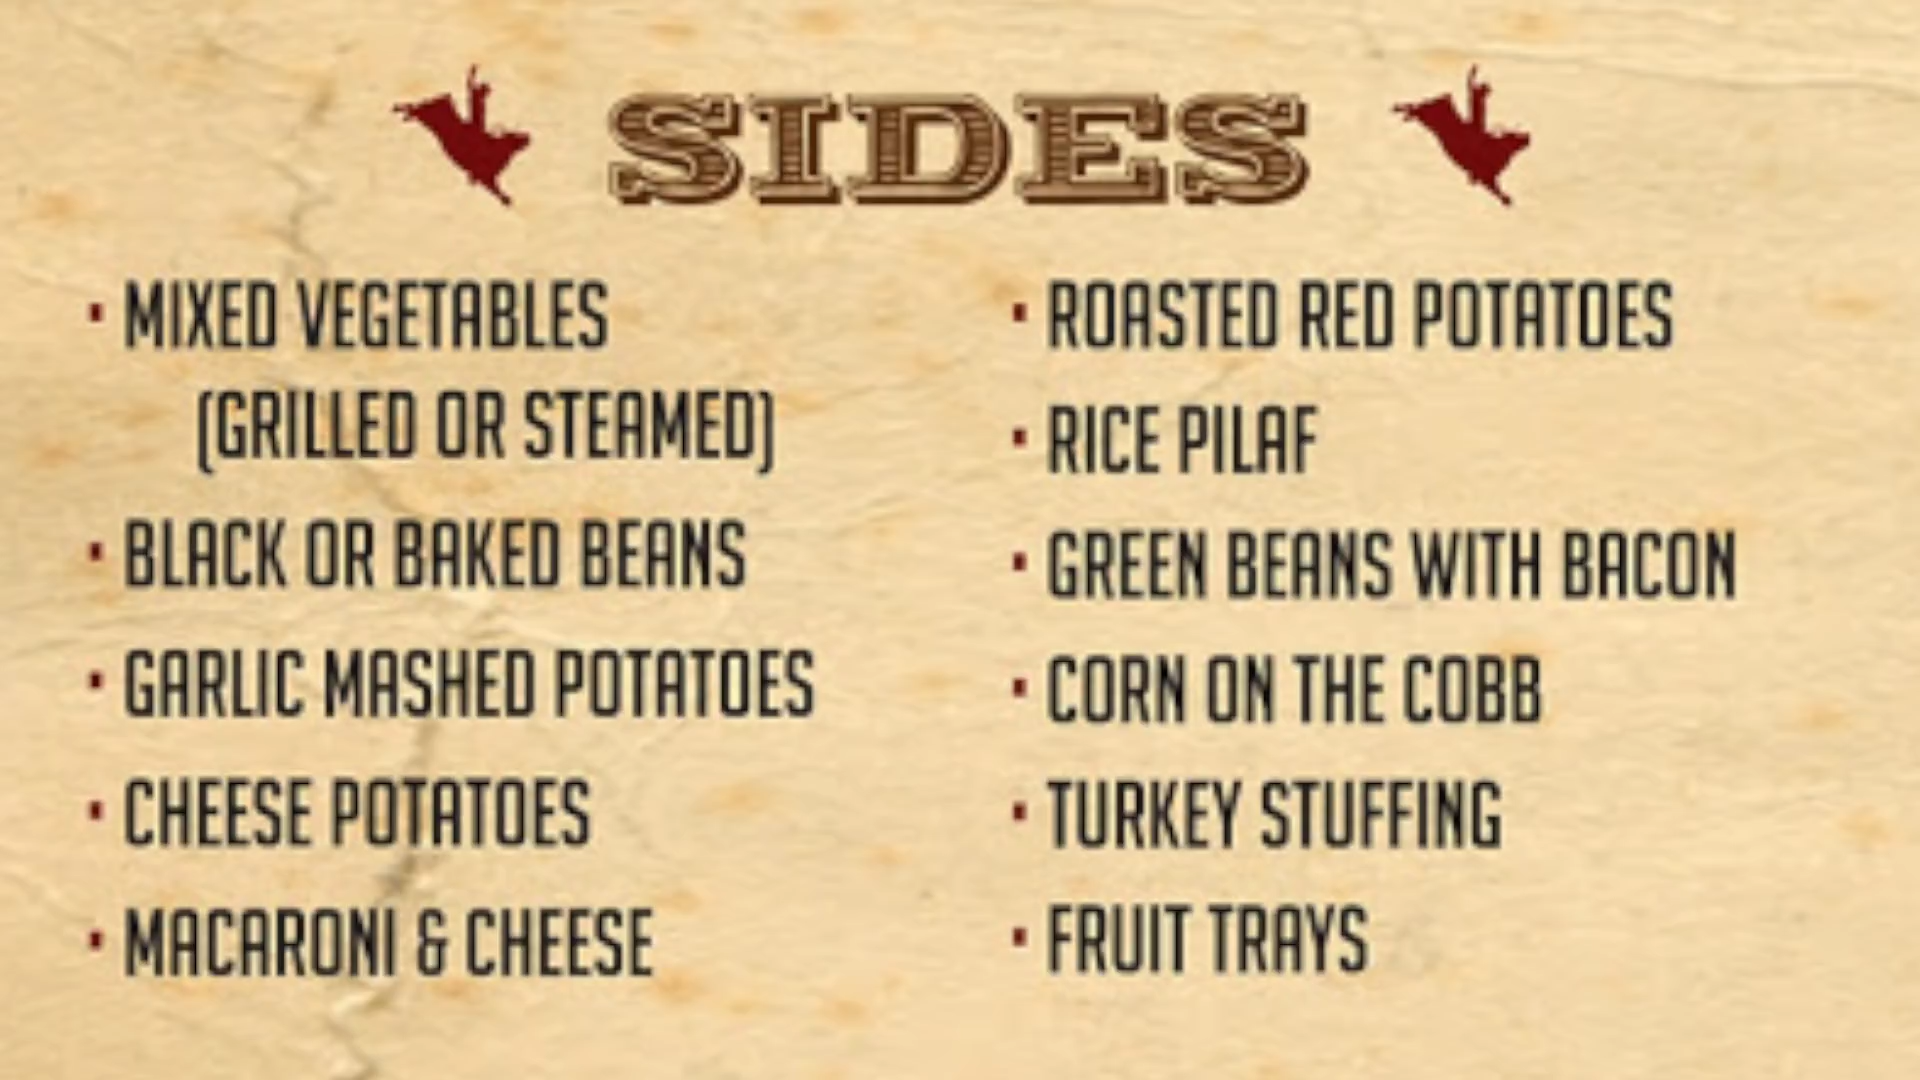 SIDES
· MIXED VEGETABLES
(GRILLED OR STEAMED)
· BLACK OR BAKED BEANS
· GARLIC MASHED POTATOES
· CHEESE POTATOES
· MACARONI & CHEESE
· ROASTED RED POTATOES
· RICE PILAF
· GREEN BEANS WITH BACON
· CORN ON THE COBB
· TURKEY STUFFING
· FRUIT TRAYS